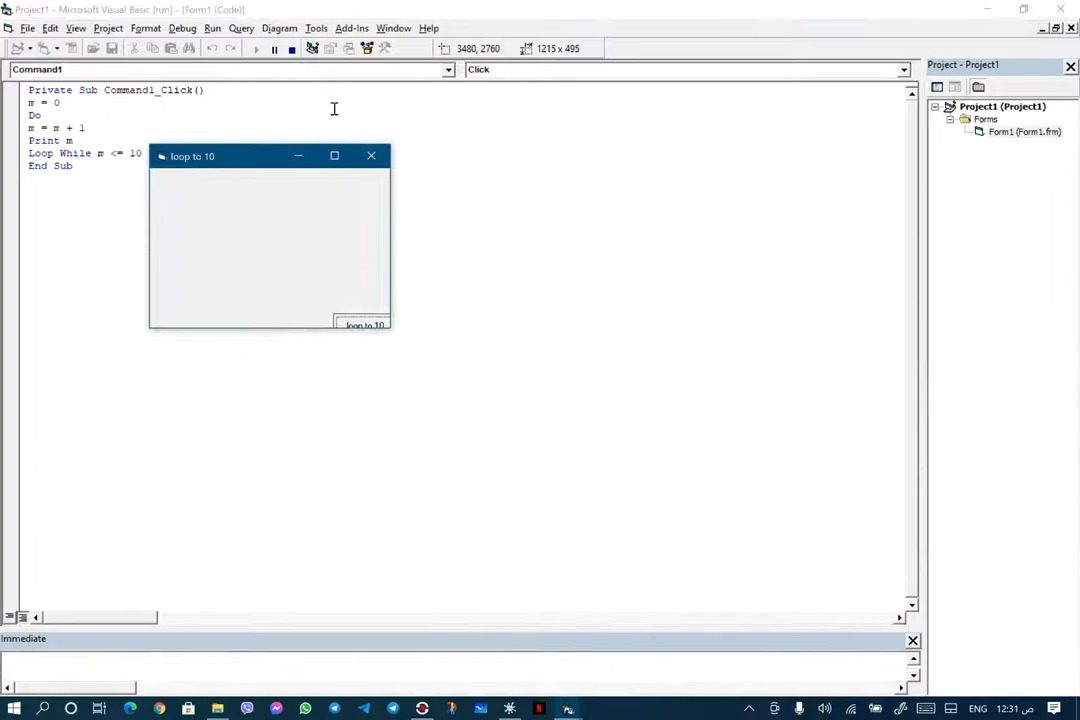 Project1 - Microsoft Visual Basic [run] - [Form1 (Code)]
File Edit View Project Format Debug Run Query Diagram Tools Add-Ins Window Help
3480, 2760 1215 x 495
Command1 Click
Private Sub Command1_Click()
m = 0
Do
m = m + 1
Print m
Loop While m <= 10
End Sub
loop to 10
loop to 10
Project - Project1
Project1 (Project1)
Forms
Form1 (Form1.frm)
Immediate
ENG 12:31 ص